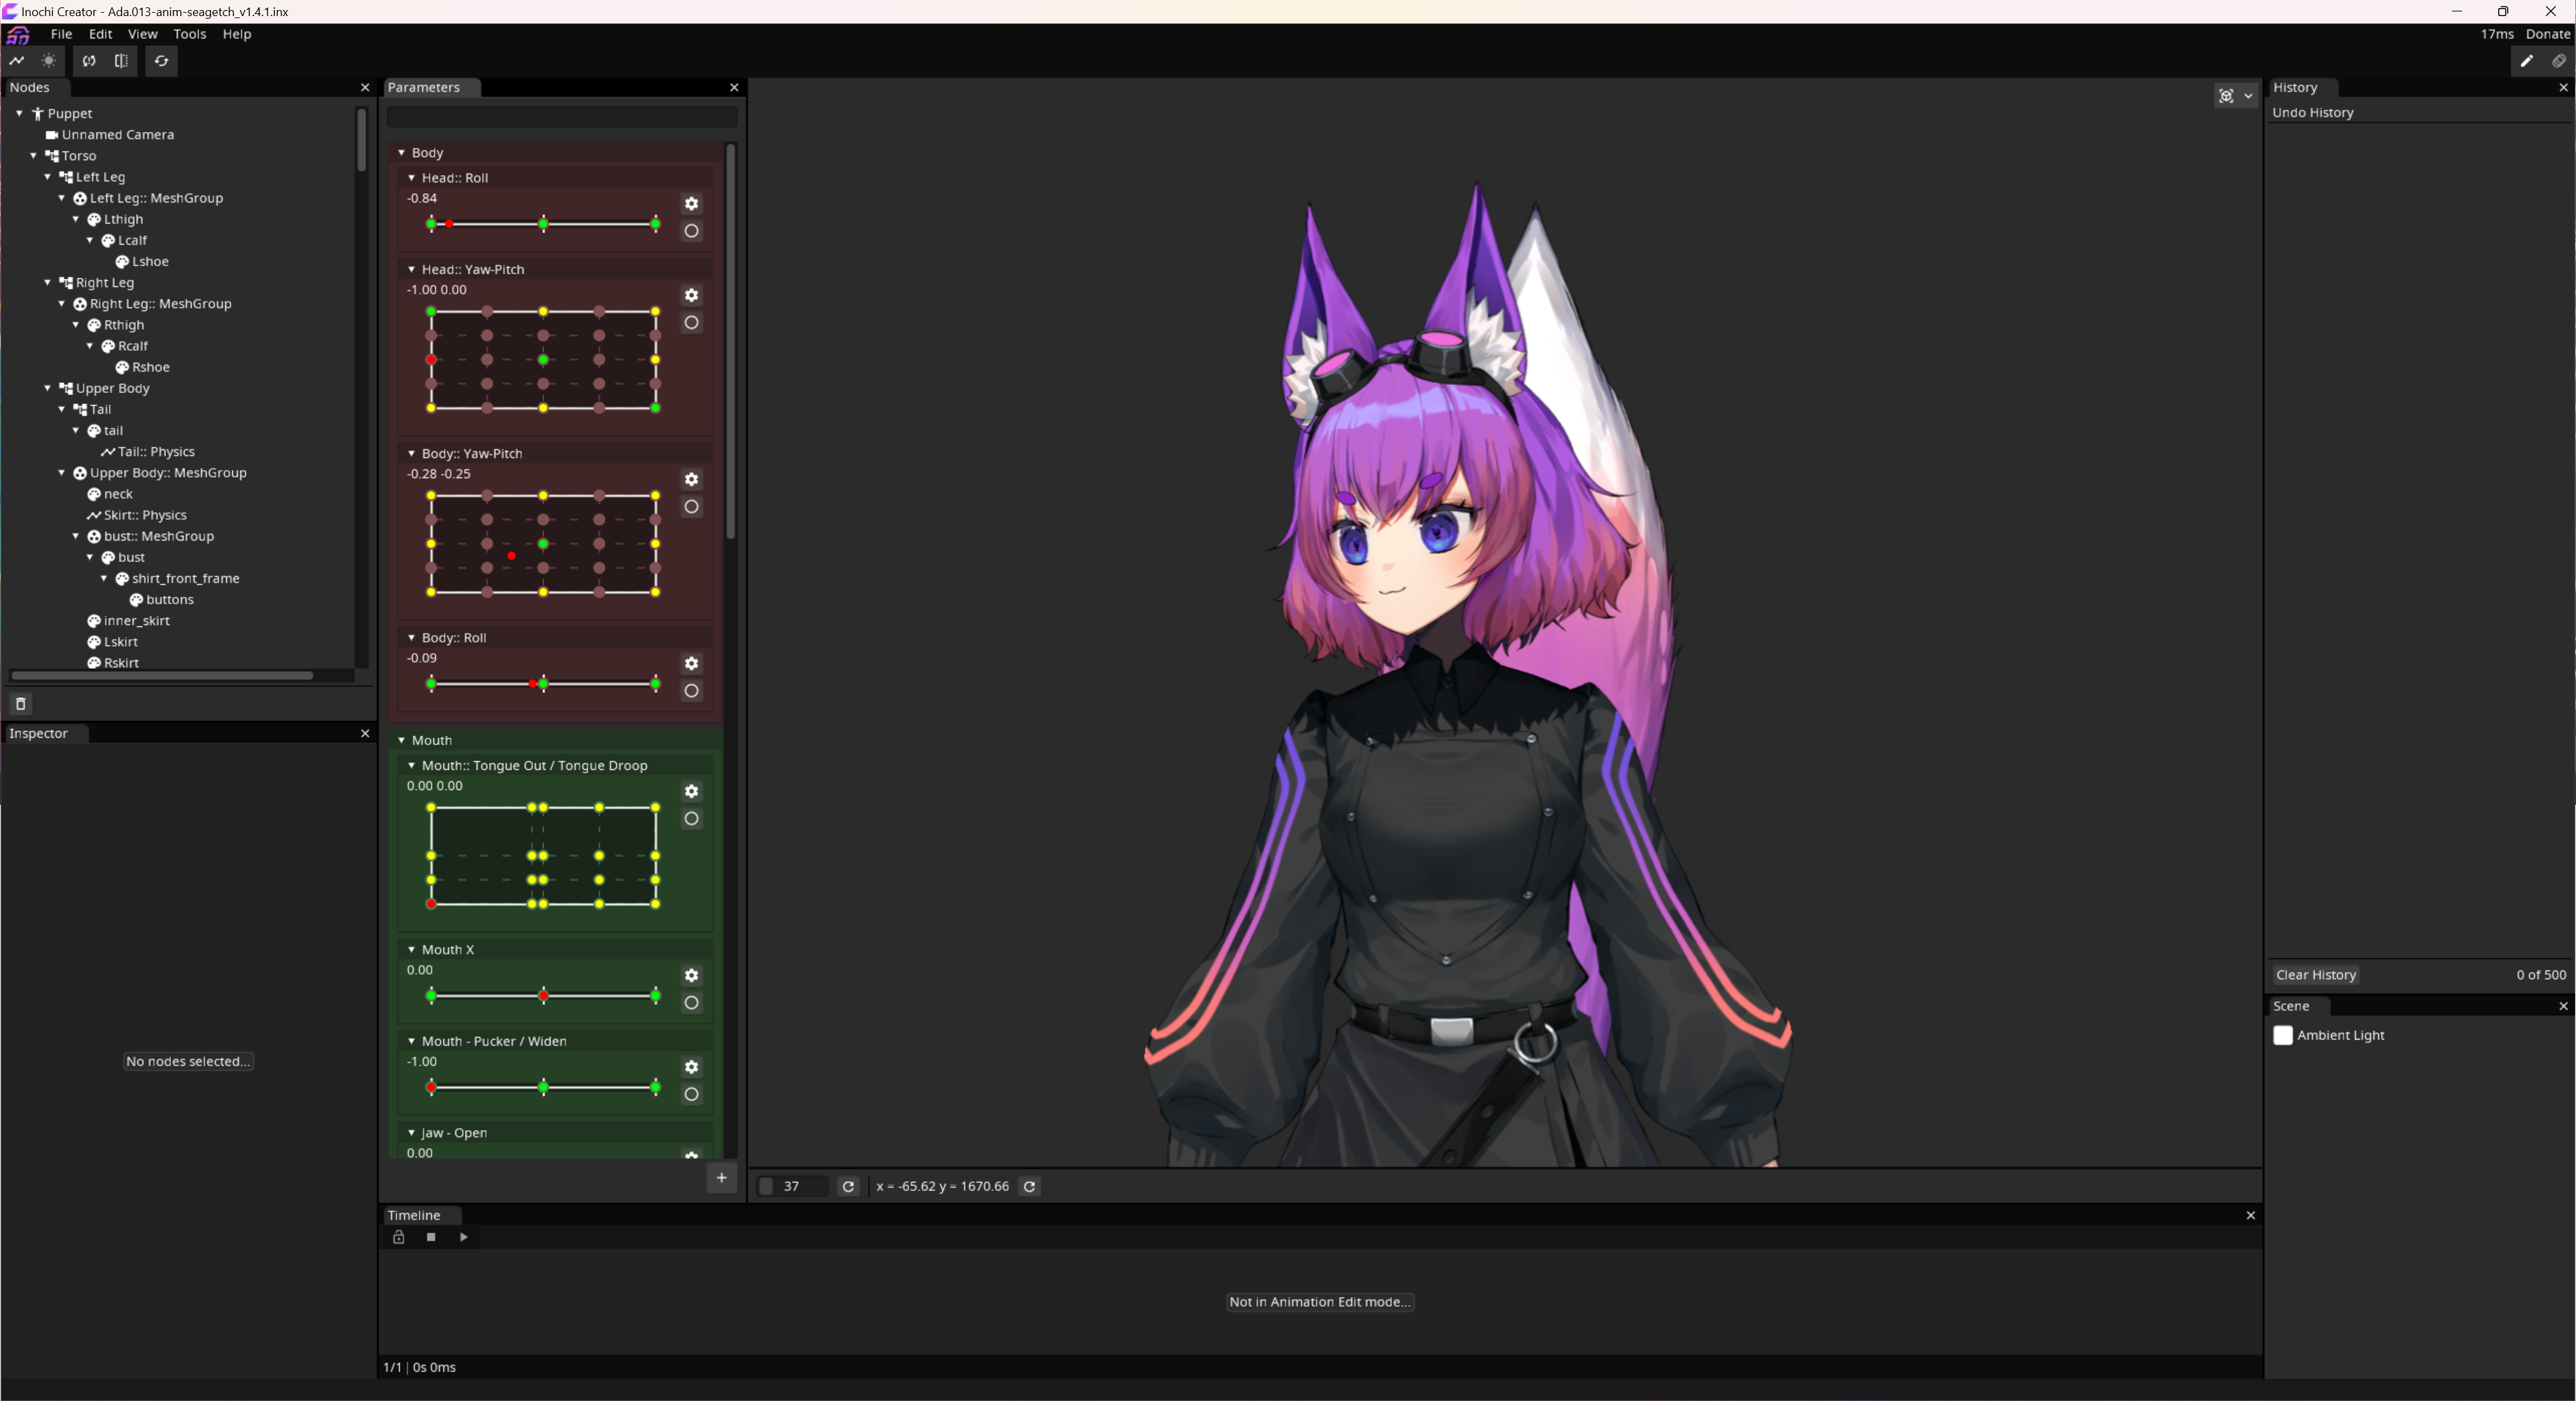 Inochi Creator - Ada.013-anim-seagetch_v1.4.1.inx
File Edit View Tools Help
17ms Donate
Nodes
Puppet
Unnamed Camera
Torso
Left Leg
Left Leg:: MeshGroup
Lthigh
Lcalf
Lshoe
Right Leg
Right Leg:: MeshGroup
Rthigh
Rcalf
Rshoe
Upper Body
Tail
tail
Tail:: Physics
Upper Body:: MeshGroup
neck
Skirt:: Physics
bust:: MeshGroup
bust
shirt_front_frame
buttons
inner_skirt
Lskirt
Rskirt
Inspector
No nodes selected...
Parameters
Body
Head:: Roll
-0.84
Head:: Yaw-Pitch
-1.00 0.00
Body:: Yaw-Pitch
-0.28 -0.25
Body:: Roll
-0.09
Mouth
Mouth:: Tongue Out / Tongue Droop
0.00 0.00
Mouth X
0.00
Mouth - Pucker / Widen
-1.00
Jaw - Open
0.00
+
37
x = -65.62 y = 1670.66
Timeline
Not in Animation Edit mode...
1/1 | 0s 0ms
History
Undo History
Clear History
0 of 500
Scene
Ambient Light